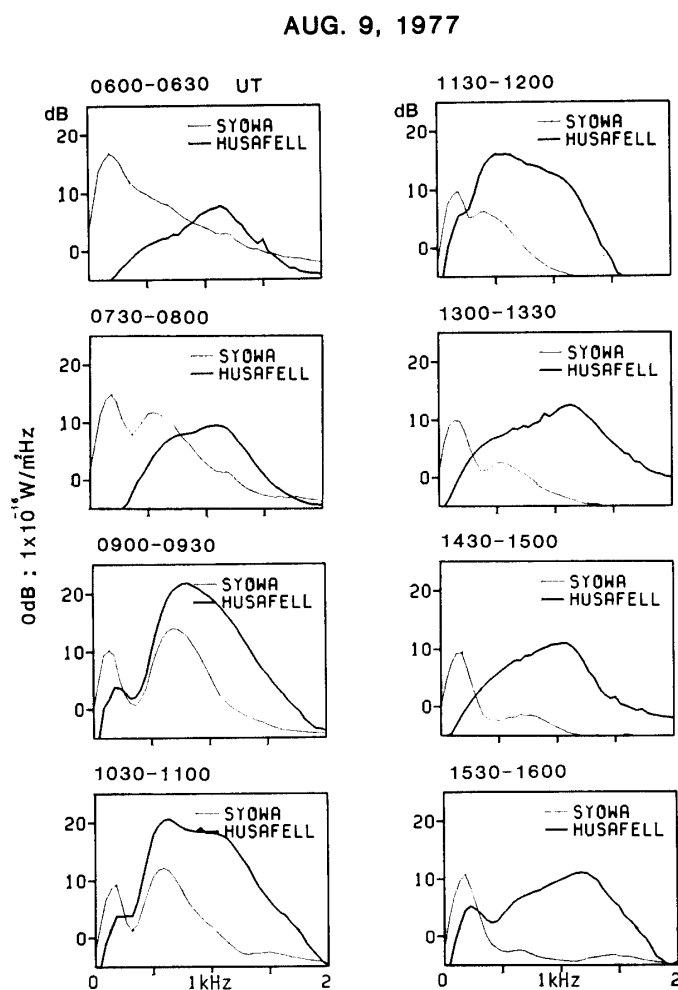 AUG. 9, 1977
0600-0630 UT
dB
20
10
0
SYOWA
HUSAFELL
0730-0800
20
10
0
SYOWA
HUSAFELL
0900-0930
20
10
0
SYOWA
HUSAFELL
1030-1100
20
10
0
SYOWA
HUSAFELL
0 1kHz 2
0dB : 1x10⁻¹⁶W/m²Hz
1130-1200
dB
20
10
0
SYOWA
HUSAFELL
1300-1330
20
10
0
SYOWA
HUSAFELL
1430-1500
20
10
0
SYOWA
HUSAFELL
1530-1600
20
10
0
SYOWA
HUSAFELL
0 1kHz 2